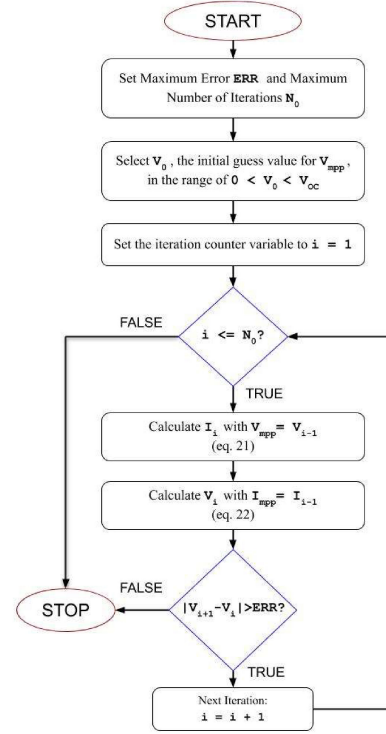 START
Set Maximum Error ERR and Maximum
Number of Iterations N₀
Select V₀ , the initial guess value for Vmpp ,
in the range of 0 < V₀ < VOC
Set the iteration counter variable to i = 1
FALSE
i <= N₀?
TRUE
Calculate Iᵢ with Vmpp= Vi-1
(eq. 21)
Calculate Vᵢ with Impp= Ii-1
(eq. 22)
FALSE
STOP
|Vi+1-Vi|>ERR?
TRUE
Next Iteration:
i = i + 1